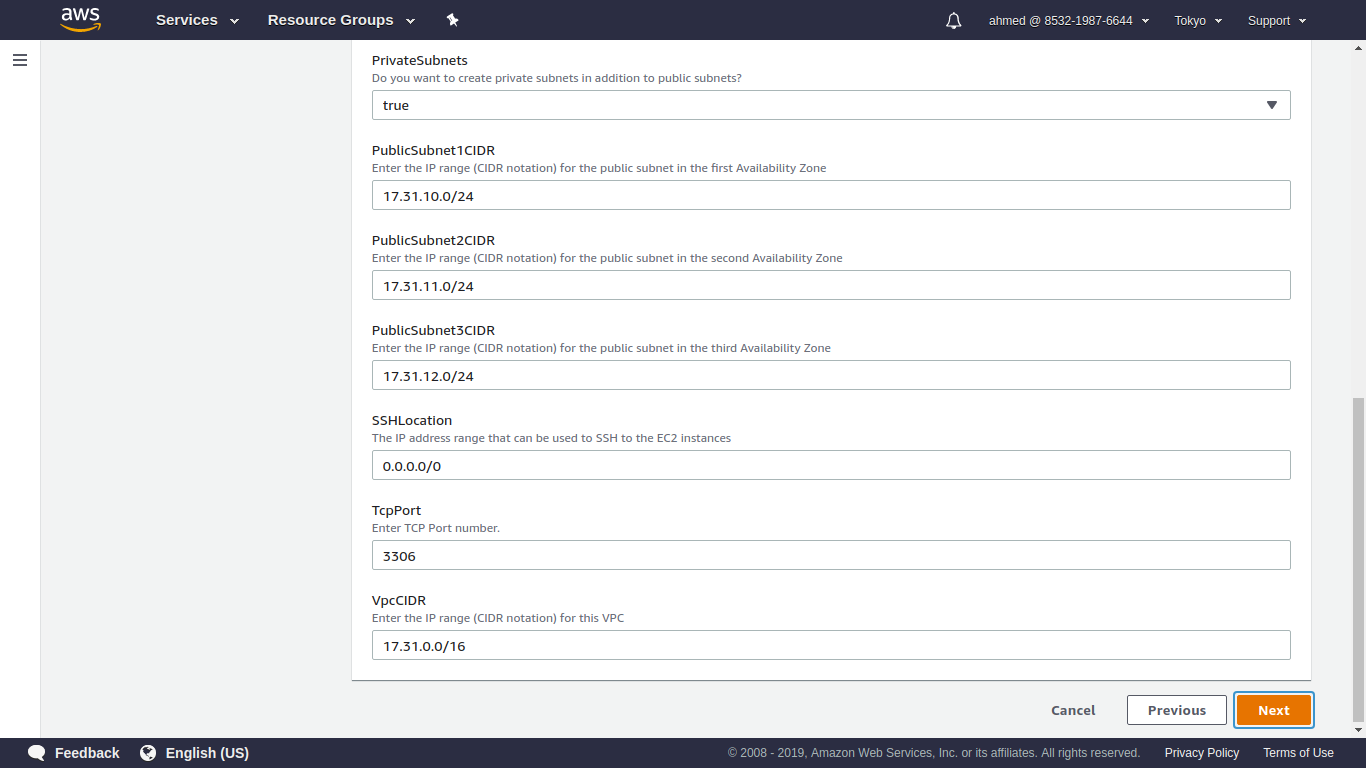 aws Services Resource Groups ahmed @ 8532-1987-6644 Tokyo Support
PrivateSubnets
Do you want to create private subnets in addition to public subnets?
true
PublicSubnet1CIDR
Enter the IP range (CIDR notation) for the public subnet in the first Availability Zone
17.31.10.0/24
PublicSubnet2CIDR
Enter the IP range (CIDR notation) for the public subnet in the second Availability Zone
17.31.11.0/24
PublicSubnet3CIDR
Enter the IP range (CIDR notation) for the public subnet in the third Availability Zone
17.31.12.0/24
SSHLocation
The IP address range that can be used to SSH to the EC2 instances
0.0.0.0/0
TcpPort
Enter TCP Port number.
3306
VpcCIDR
Enter the IP range (CIDR notation) for this VPC
17.31.0.0/16
Cancel Previous Next
Feedback English (US) © 2008 - 2019, Amazon Web Services, Inc. or its affiliates. All rights reserved. Privacy Policy Terms of Use